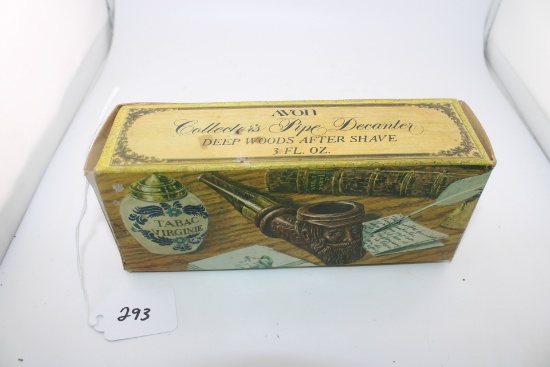 AVON
Collector's Pipe Decanter
DEEP WOODS AFTER SHAVE
3 FL. OZ.
TABAC
VIRGINIE
293